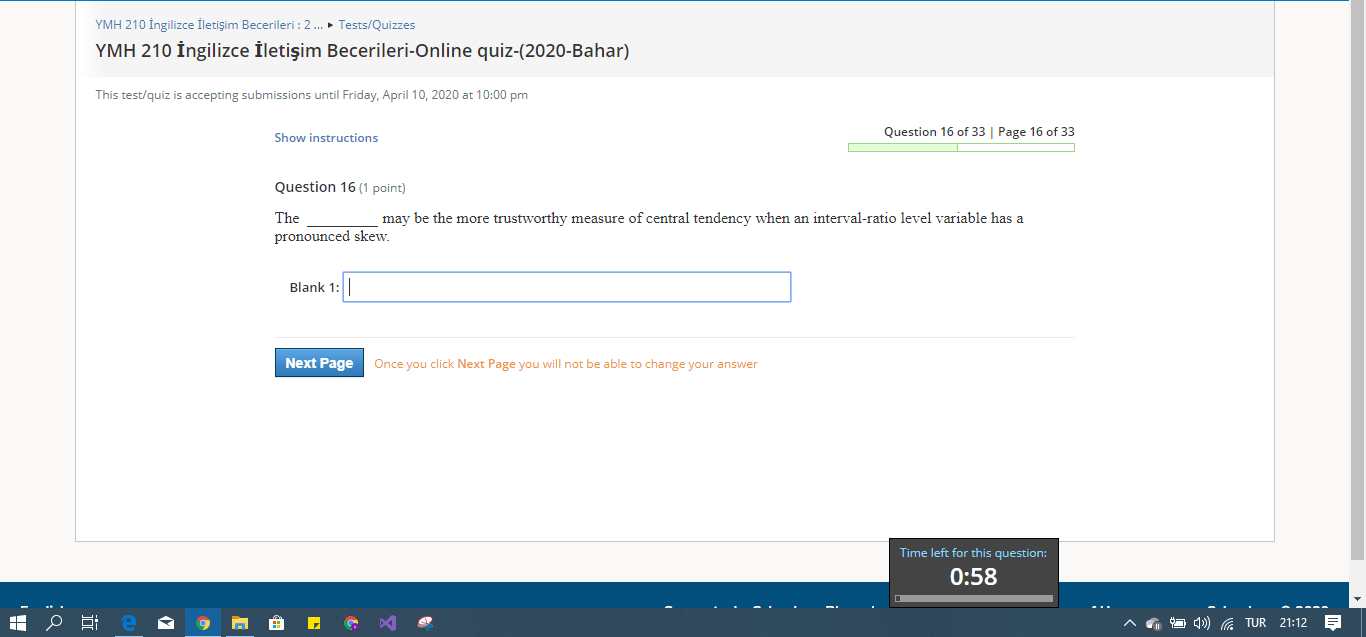 YMH 210 İngilizce İletişim Becerileri : 2 ... ▸ Tests/Quizzes
YMH 210 İngilizce İletişim Becerileri-Online quiz-(2020-Bahar)
This test/quiz is accepting submissions until Friday, April 10, 2020 at 10:00 pm
Show instructions
Question 16 of 33 | Page 16 of 33
Question 16 (1 point)
The __________ may be the more trustworthy measure of central tendency when an interval-ratio level variable has a
pronounced skew.
Blank 1:
Next Page
Once you click Next Page you will not be able to change your answer
Time left for this question:
0:58
TUR
21:12